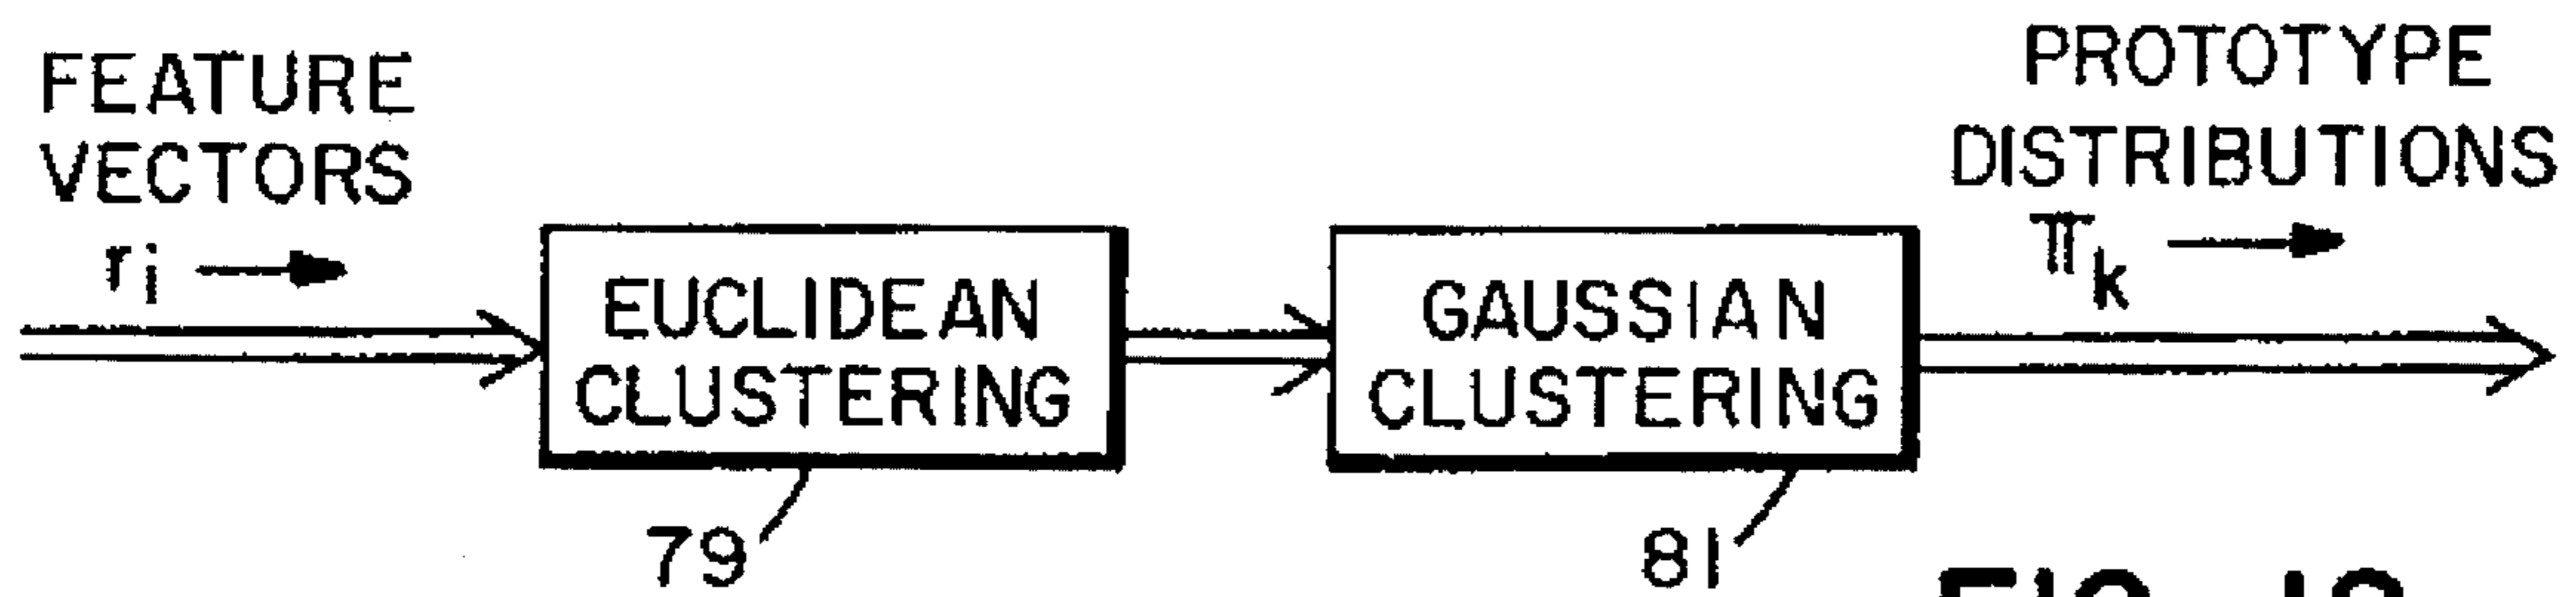 FEATURE
VECTORS
ri
PROTOTYPE
DISTRIBUTIONS
πk
EUCLIDEAN
CLUSTERING
GAUSSIAN
CLUSTERING
79
81